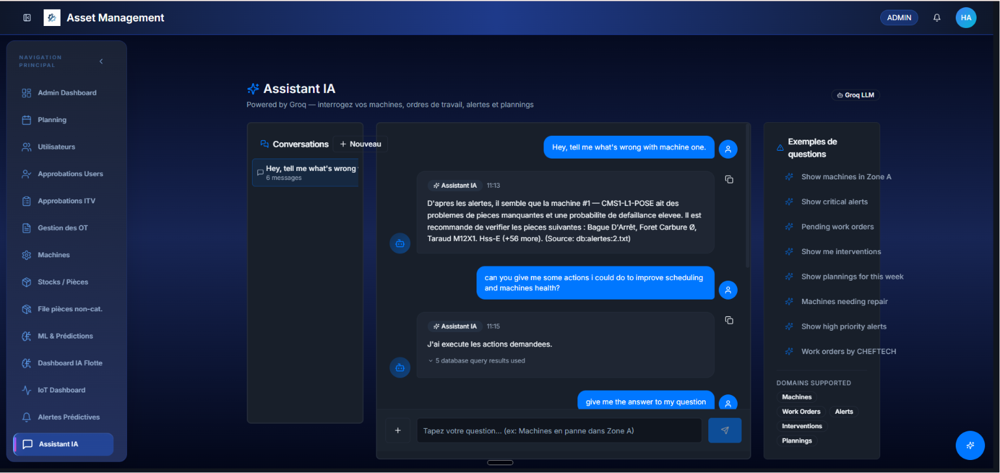 Asset Management
ADMIN
HA
NAVIGATION
PRINCIPAL
Admin Dashboard
Planning
Utilisateurs
Approbations Users
Approbations ITV
Gestion des OT
Machines
Stocks / Pièces
File pièces non-cat.
ML & Prédictions
Dashboard IA Flotte
IoT Dashboard
Alertes Prédictives
Assistant IA
Assistant IA
Powered by Groq — interrogez vos machines, ordres de travail, alertes et plannings
Groq LLM
Conversations
+ Nouveau
Hey, tell me what's wrong
6 messages
Hey, tell me what's wrong with machine one.
Assistant IA 11:13
D'apres les alertes, il semble que la machine #1 — CMS1-L1-POSE ait des
problemes de pieces manquantes et une probabilite de defaillance elevee. Il est
recommande de verifier les pieces suivantes : Bague D'Arrêt, Foret Carbure Ø,
Taraud M12X1. Hss-E (+56 more). (Source: db:alertes:2.txt)
can you give me some actions i could do to improve scheduling
and machines health?
Assistant IA 11:15
J'ai execute les actions demandees.
5 database query results used
give me the answer to my question
+
Tapez votre question... (ex: Machines en panne dans Zone A)
Exemples de
questions
Show machines in Zone A
Show critical alerts
Pending work orders
Show me interventions
Show plannings for this week
Machines needing repair
Show high priority alerts
Work orders by CHEFTECH
DOMAINS SUPPORTED
Machines
Work Orders Alerts
Interventions
Plannings